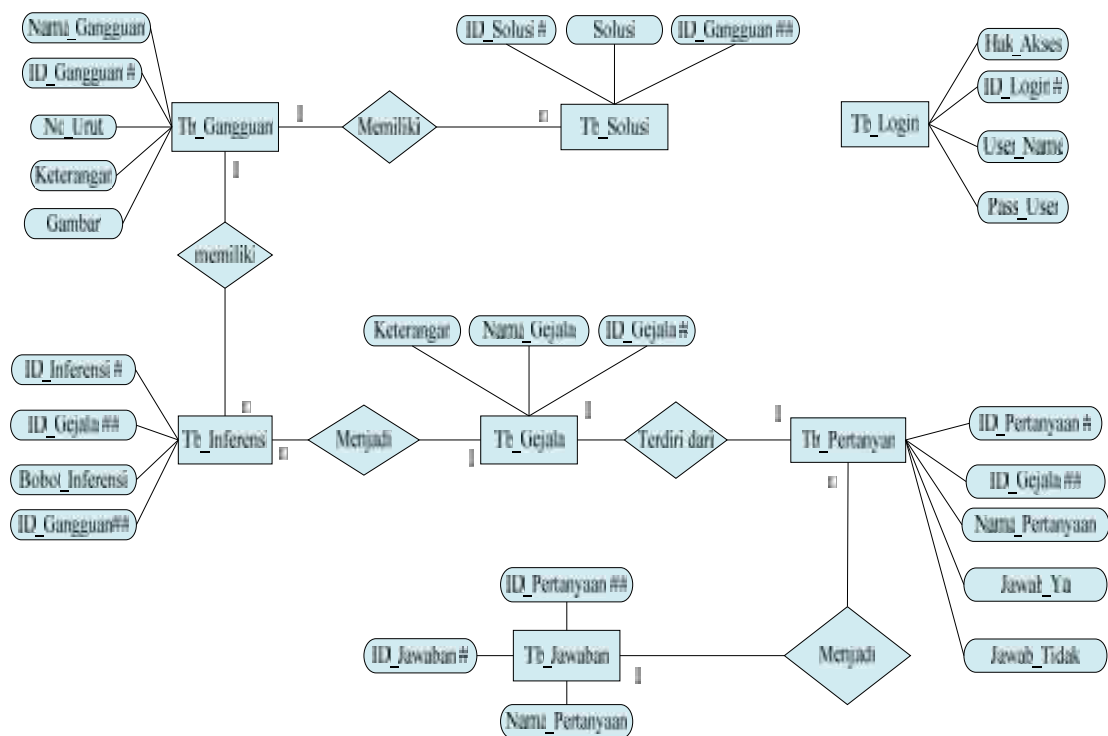 Nama_Gangguan
ID_Gangguan #
No_Urut
Keterangan
Gambar
Tb_Gangguan
Memiliki
ID_Solusi #
Solusi
ID_Gangguan ##
Tb_Solusi
Hak_Akses
ID_Login #
User_Name
Pass_User
Tb_Login
memiliki
ID_Inferensi #
ID_Gejala ##
Bobot_Inferensi
ID_Gangguan##
Tb_Inferensi
Menjadi
Keterangan
Nama_Gejala
ID_Gejala #
Tb_Gejala
Terdiri dari
Tb_Pertanyan
ID_Pertanyaan #
ID_Gejala ##
Nama_Pertanyaan
Jawab_Ya
Jawab_Tidak
Menjadi
ID_Pertanyaan ##
ID_Jawaban #
Tb_Jawaban
Nama_Pertanyaan